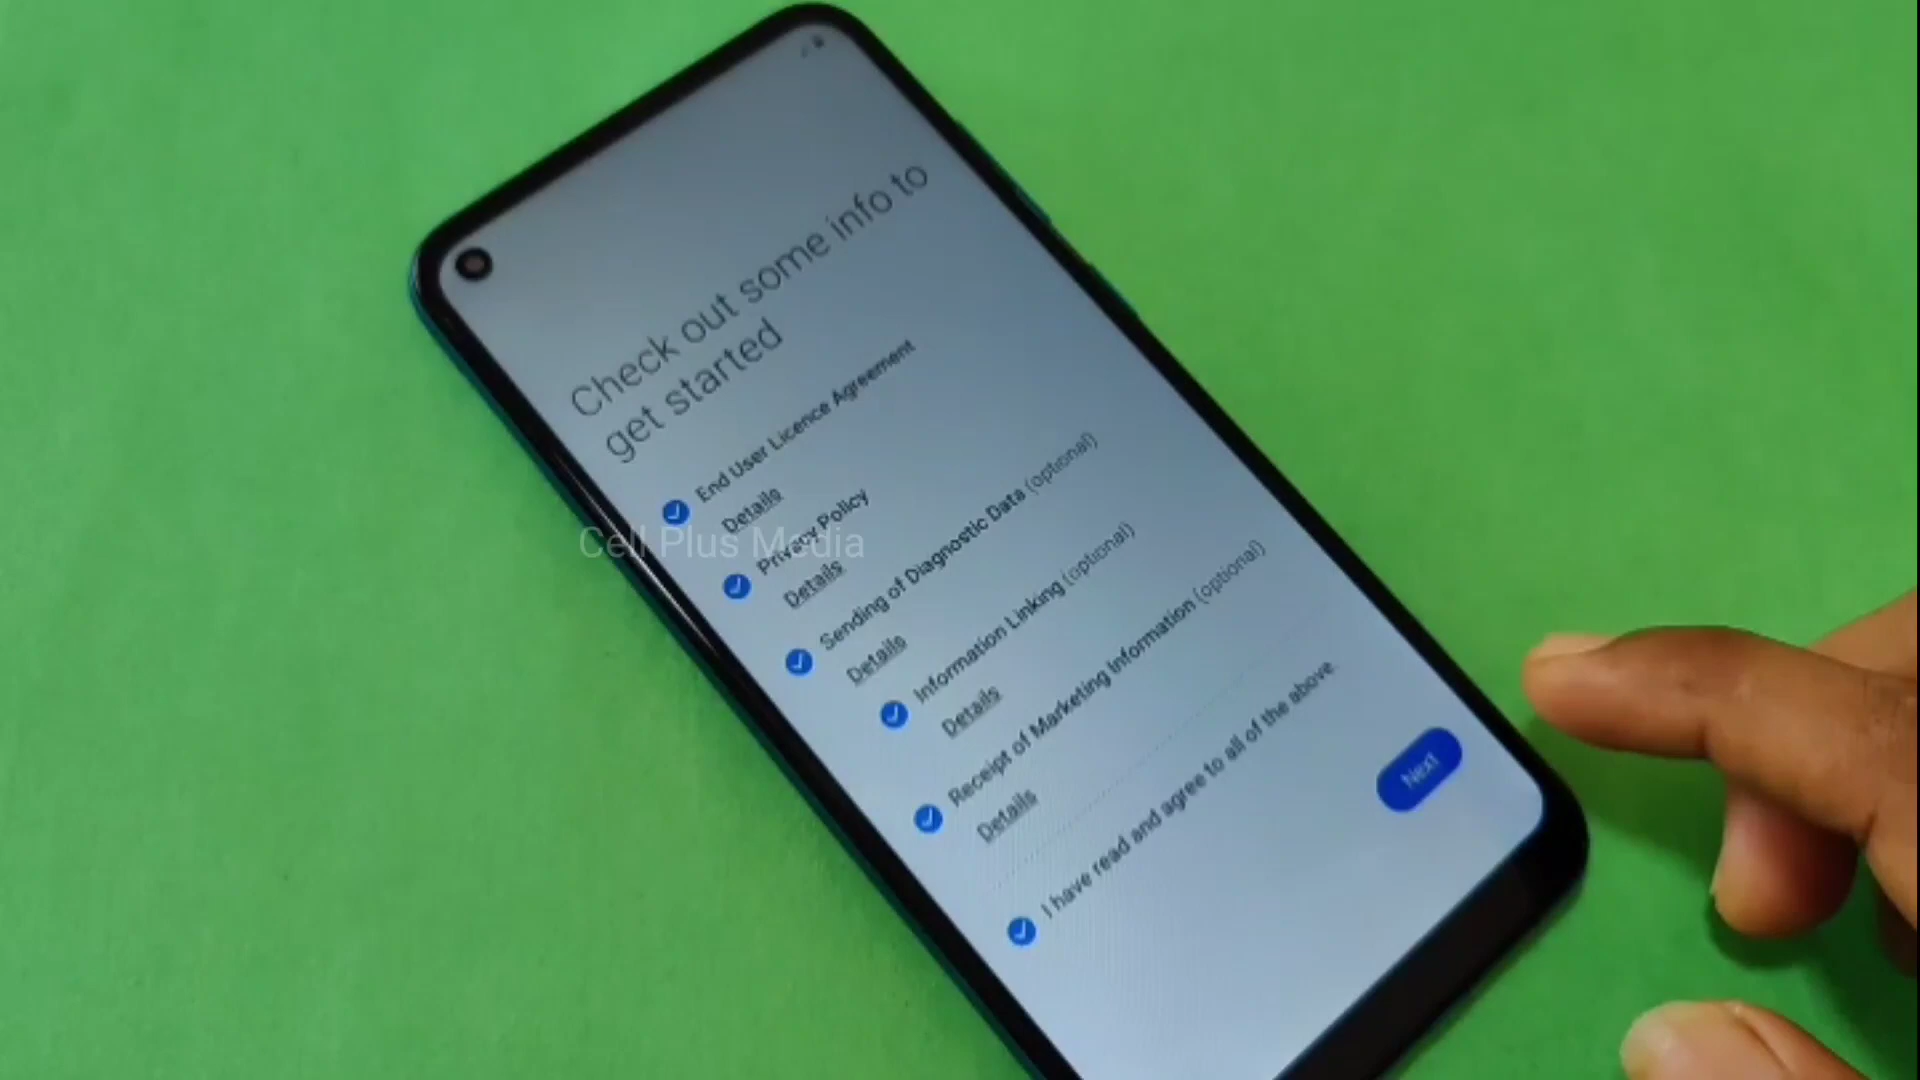 Check out some info to
get started
End User Licence Agreement
Details
Privacy Policy
Details
Sending of Diagnostic Data (optional)
Details
Information Linking (optional)
Details
Receipt of Marketing Information (optional)
Details
I have read and agree to all of the above.
Next
Cell Plus Media